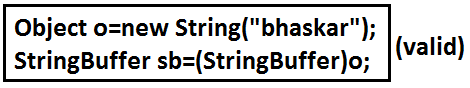 Object o=new String("bhaskar");
StringBuffer sb=(StringBuffer)o;
(valid)